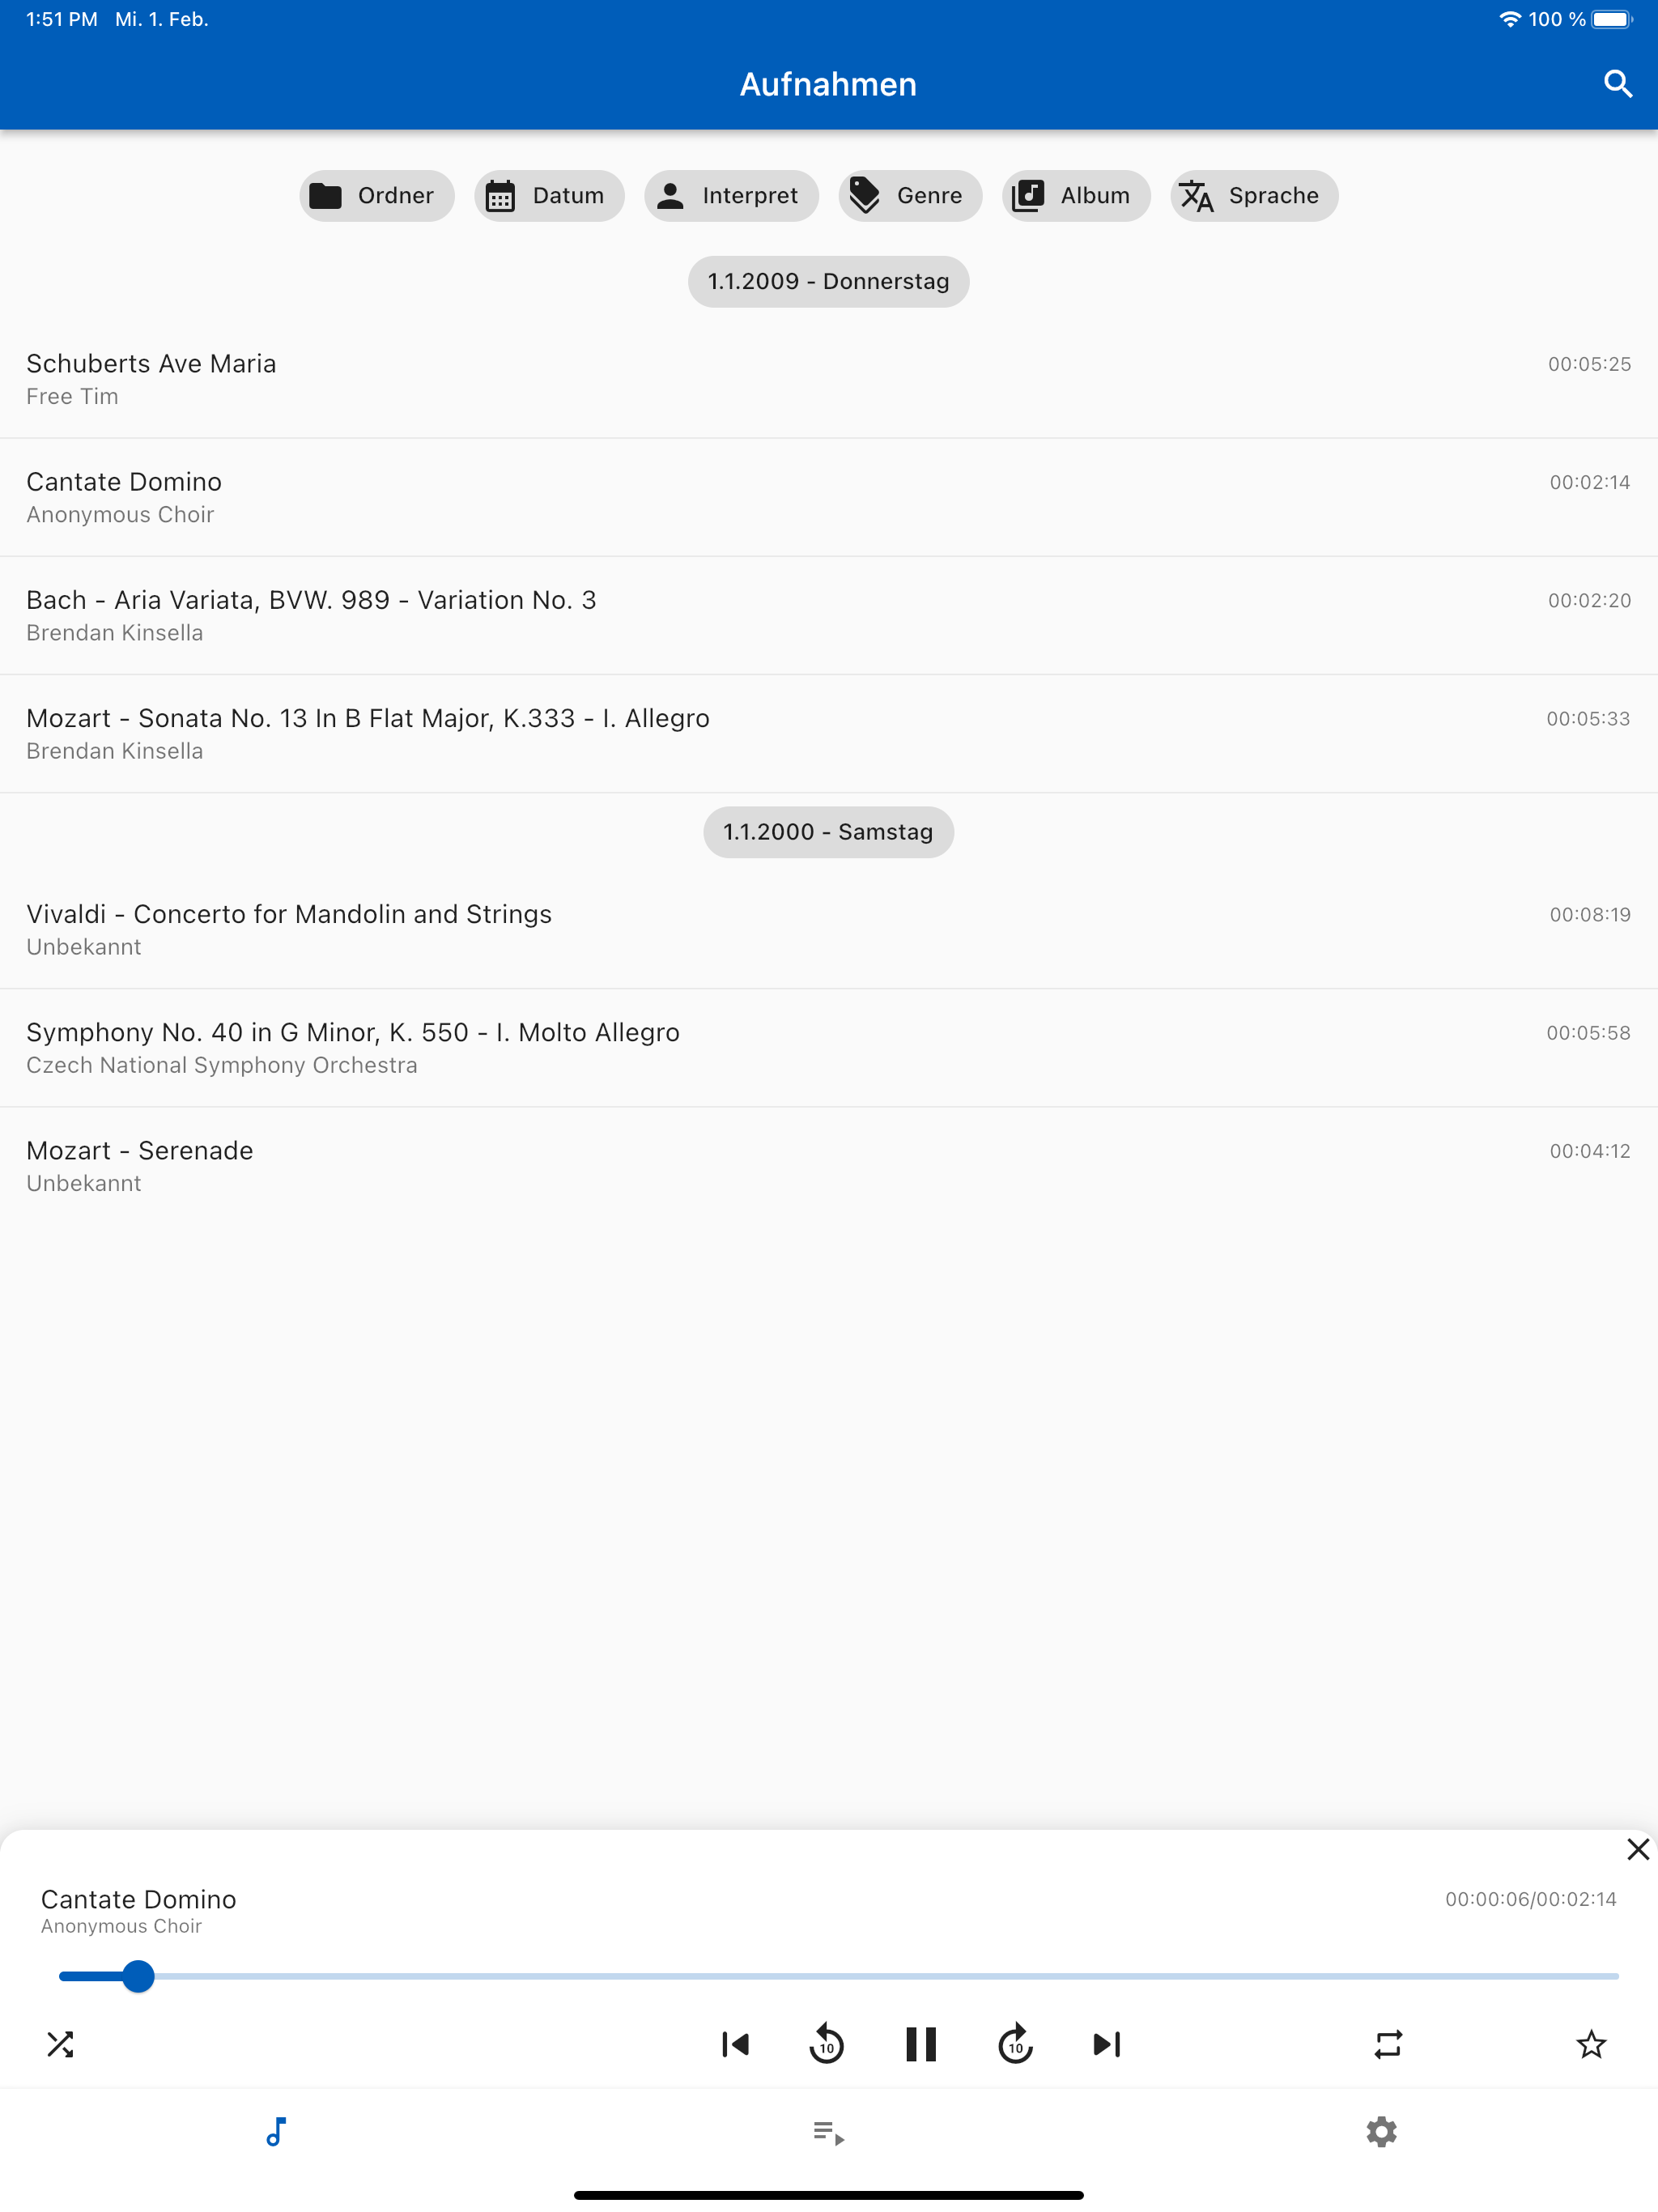 1:51 PM Mi. 1. Feb. 100 %
Aufnahmen
Ordner Datum Interpret Genre Album Sprache
1.1.2009 - Donnerstag
Schuberts Ave Maria 00:05:25
Free Tim
Cantate Domino 00:02:14
Anonymous Choir
Bach - Aria Variata, BVW. 989 - Variation No. 3 00:02:20
Brendan Kinsella
Mozart - Sonata No. 13 In B Flat Major, K.333 - I. Allegro 00:05:33
Brendan Kinsella
1.1.2000 - Samstag
Vivaldi - Concerto for Mandolin and Strings 00:08:19
Unbekannt
Symphony No. 40 in G Minor, K. 550 - I. Molto Allegro 00:05:58
Czech National Symphony Orchestra
Mozart - Serenade 00:04:12
Unbekannt
Cantate Domino 00:00:06/00:02:14
Anonymous Choir
10 10